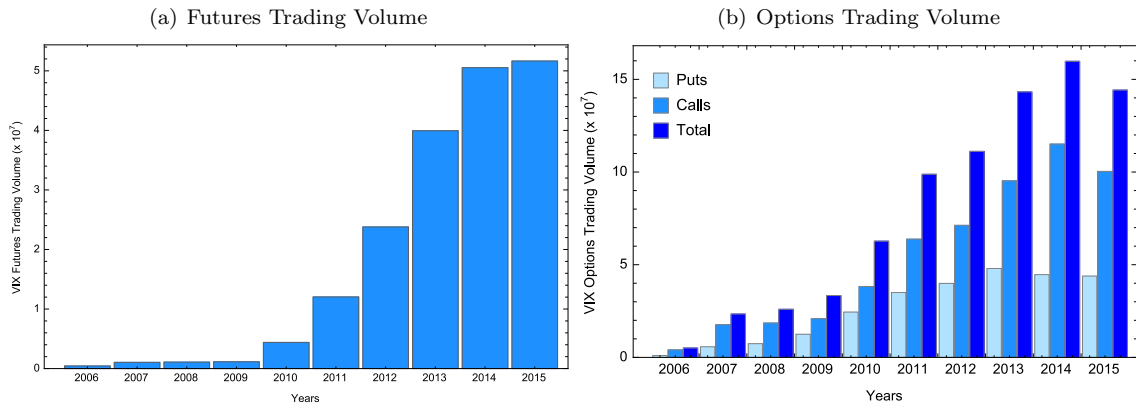 (a) Futures Trading Volume
VIX Futures Trading Volume (x 10^7)
5
4
3
2
1
0
2006 2007 2008 2009 2010 2011 2012 2013 2014 2015
Years
(b) Options Trading Volume
VIX Options Trading Volume (x 10^7)
15
10
5
0
Puts
Calls
Total
2006 2007 2008 2009 2010 2011 2012 2013 2014 2015
Years